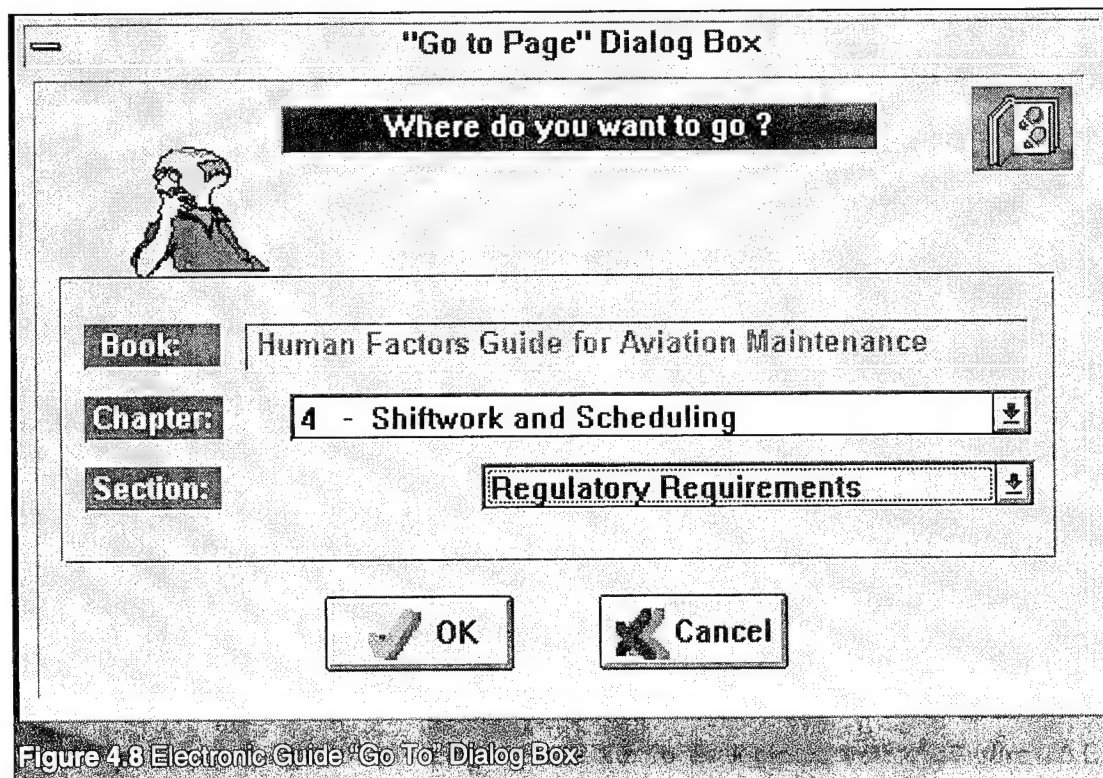 "Go to Page" Dialog Box
Where do you want to go ?
Book: Human Factors Guide for Aviation Maintenance
Chapter: 4 - Shiftwork and Scheduling
Section: Regulatory Requirements
OK Cancel
Figure 4.8 Electronic Guide "Go To" Dialog Box